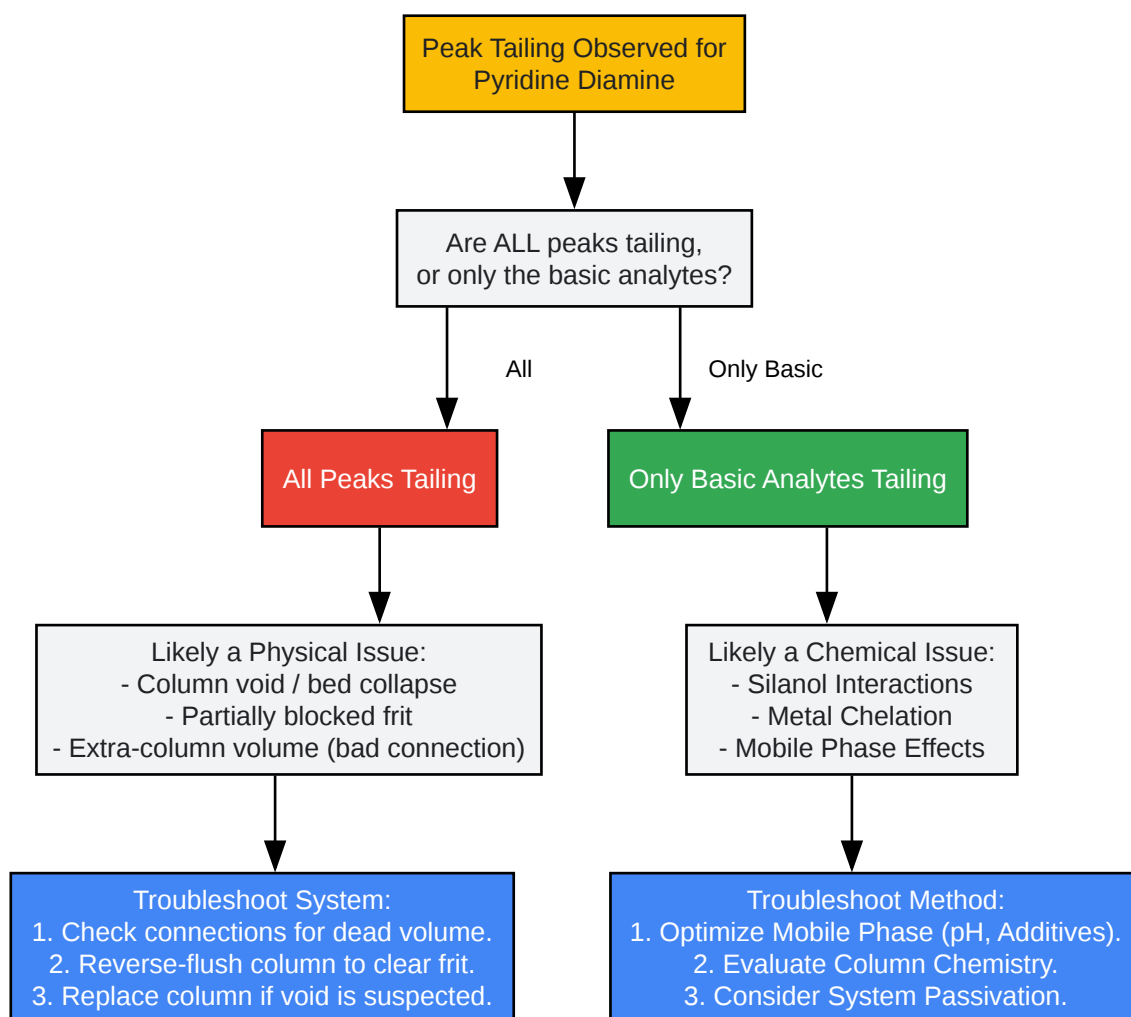 Peak Tailing Observed for
Pyridine Diamine
Are ALL peaks tailing,
or only the basic analytes?
All
Only Basic
All Peaks Tailing
Only Basic Analytes Tailing
Likely a Physical Issue:
- Column void / bed collapse
- Partially blocked frit
- Extra-column volume (bad connection)
Likely a Chemical Issue:
- Silanol Interactions
- Metal Chelation
- Mobile Phase Effects
Troubleshoot System:
1. Check connections for dead volume.
2. Reverse-flush column to clear frit.
3. Replace column if void is suspected.
Troubleshoot Method:
1. Optimize Mobile Phase (pH, Additives).
2. Evaluate Column Chemistry.
3. Consider System Passivation.